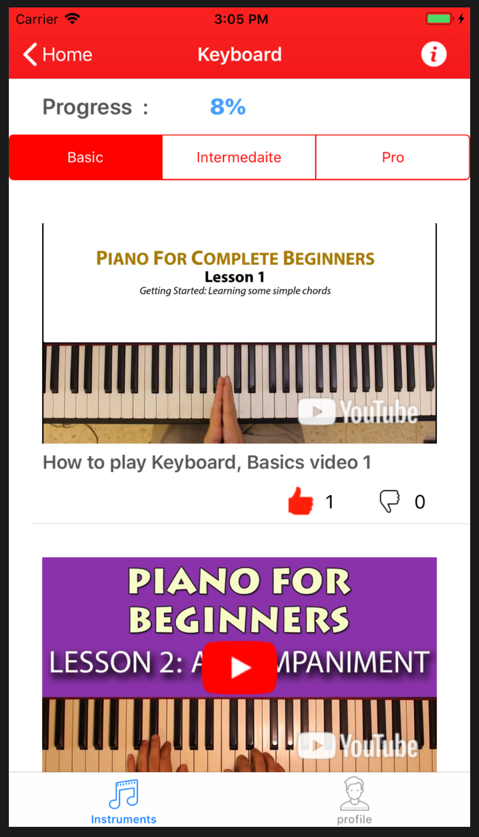 Carrier 3:05 PM
Home Keyboard i
Progress : 8%
Basic Intermedaite Pro
PIANO FOR COMPLETE BEGINNERS
Lesson 1
Getting Started: Learning some simple chords
YouTube
How to play Keyboard, Basics video 1
1 0
PIANO FOR
BEGINNERS
LESSON 2:
YouTube
Instruments profile